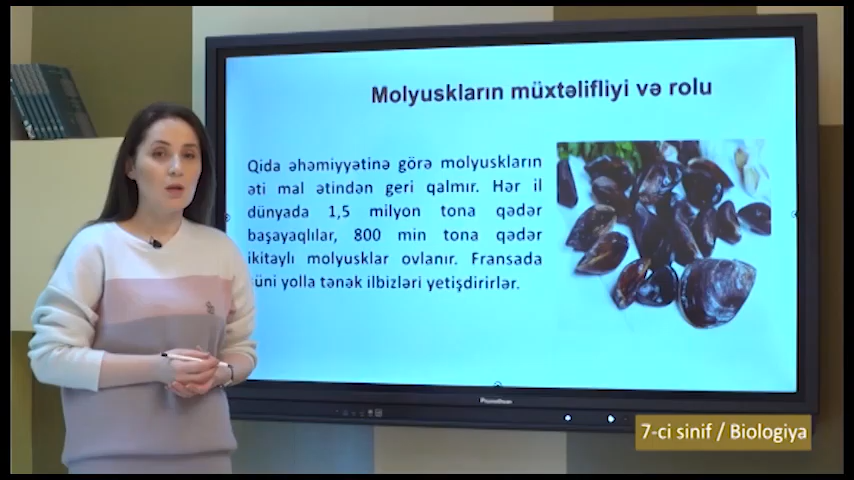 Molyuskların müxtəlifliyi və rolu
Qida əhəmiyyətinə görə molyuskların
əti mal ətindən geri qalmır. Hər il
dünyada 1,5 milyon tona qədər
başayaqlılar, 800 min tona qədər
ikitaylı molyusklar ovlanır. Fransada
yolla tənək ilbizləri yetişdirirlər.
7-ci sinif / Biologiya